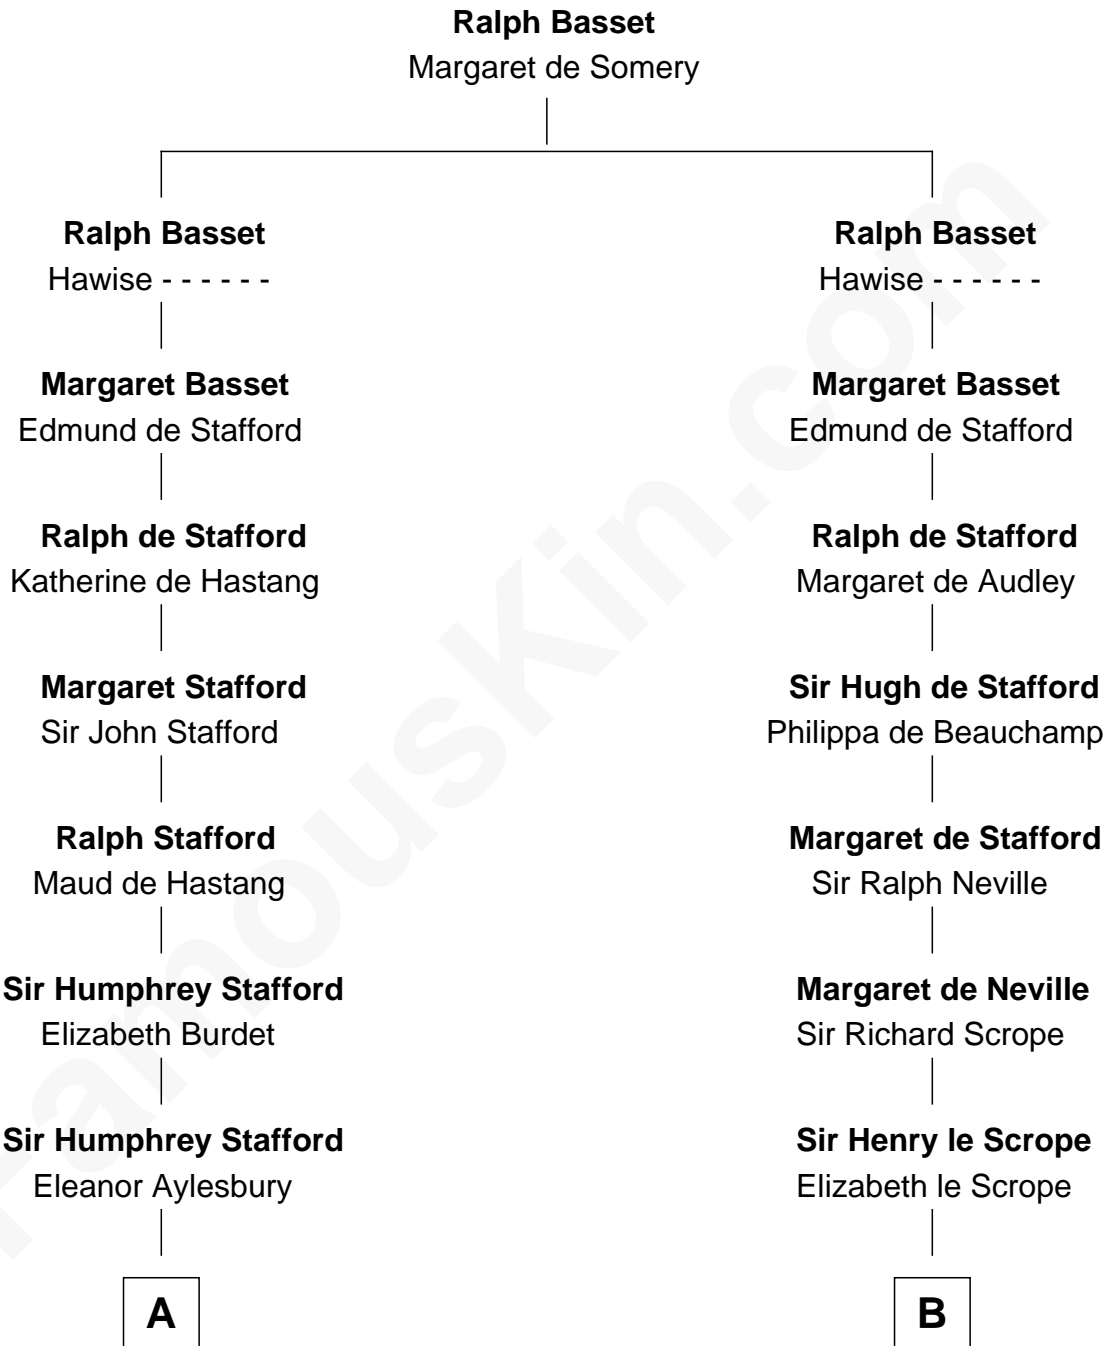 Ralph Basset
Margaret de Somery
Ralph Basset
Hawise - - - - - -
Margaret Basset
Edmund de Stafford
Ralph de Stafford
Katherine de Hastang
Margaret Stafford
Sir John Stafford
Ralph Stafford
Maud de Hastang
Sir Humphrey Stafford
Elizabeth Burdet
Sir Humphrey Stafford
Eleanor Aylesbury
A
Ralph Basset
Hawise - - - - - -
Margaret Basset
Edmund de Stafford
Ralph de Stafford
Margaret de Audley
Sir Hugh de Stafford
Philippa de Beauchamp
Margaret de Stafford
Sir Ralph Neville
Margaret de Neville
Sir Richard Scrope
Sir Henry le Scrope
Elizabeth le Scrope
B
FamousKin.com